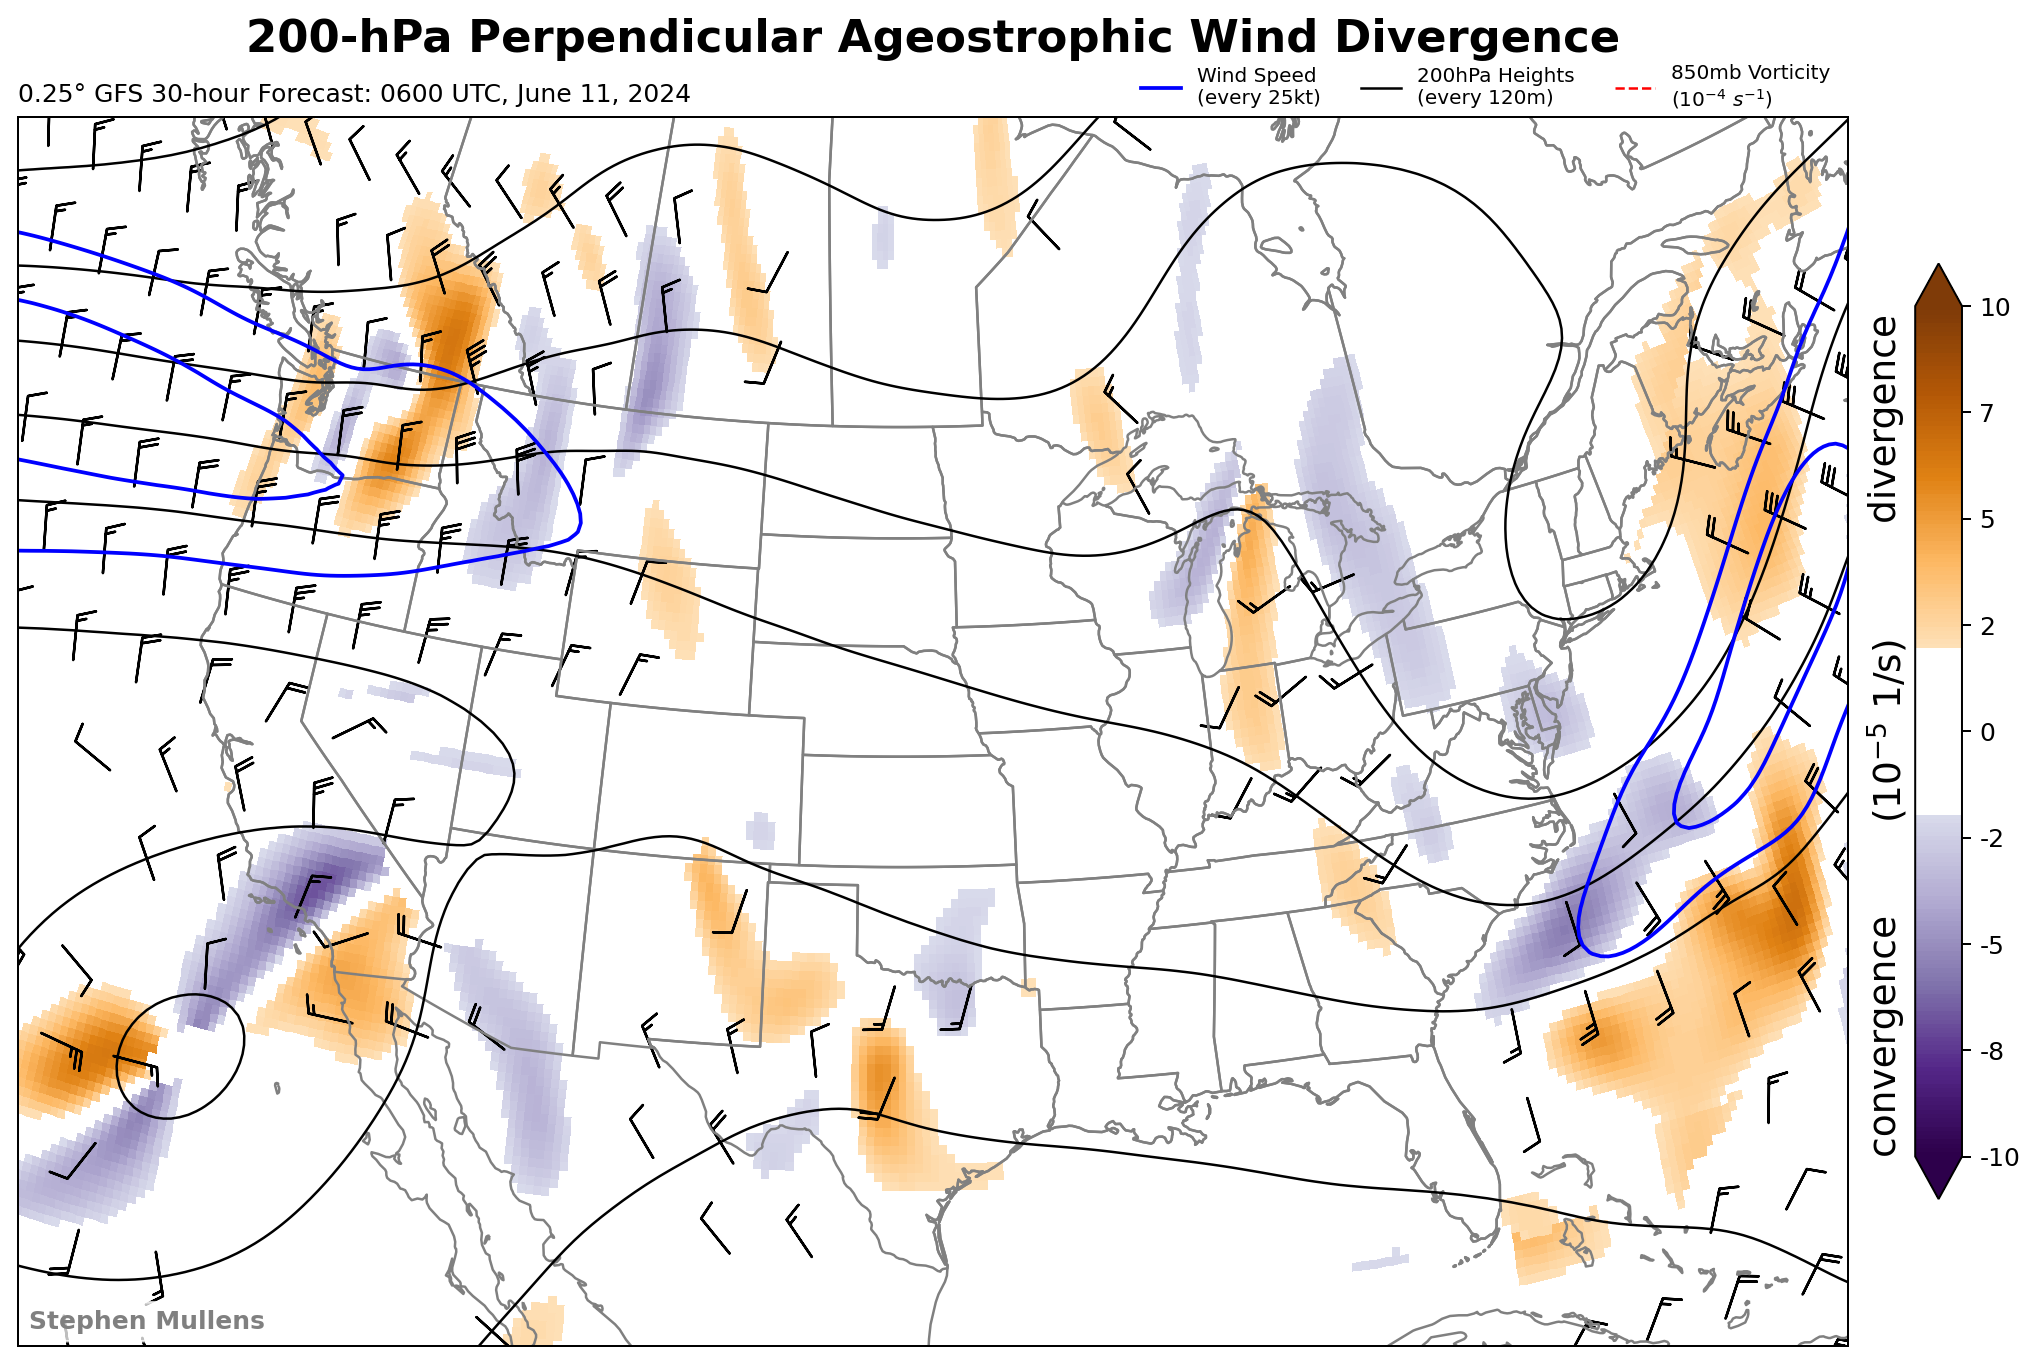 200-hPa Perpendicular Ageostrophic Wind Divergence
0.25° GFS 30-hour Forecast: 0600 UTC, June 11, 2024
Wind Speed
(every 25kt)
200hPa Heights
(every 120m)
850mb Vorticity
(10⁻⁴ s⁻¹)
10
7
5
2
0
-2
-5
-8
-10
convergence (10⁻⁵ 1/s) divergence
Stephen Mullens